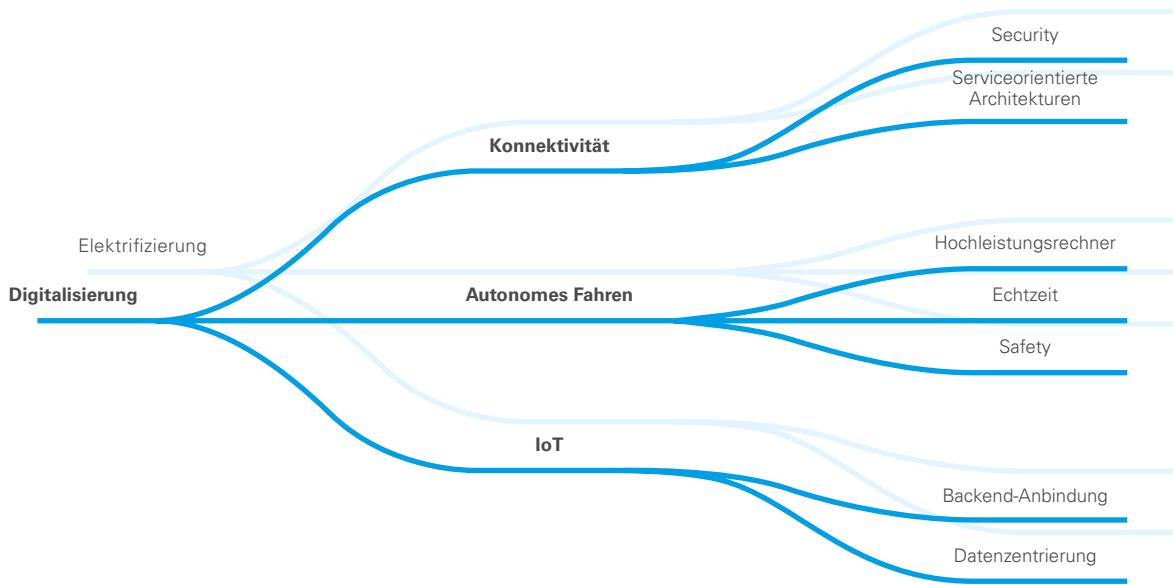 Security
Serviceorientierte
Architekturen
Konnektivität
Elektrifizierung
Hochleistungsrechner
Digitalisierung
Autonomes Fahren
Echtzeit
Safety
IoT
Backend-Anbindung
Datenzentrierung